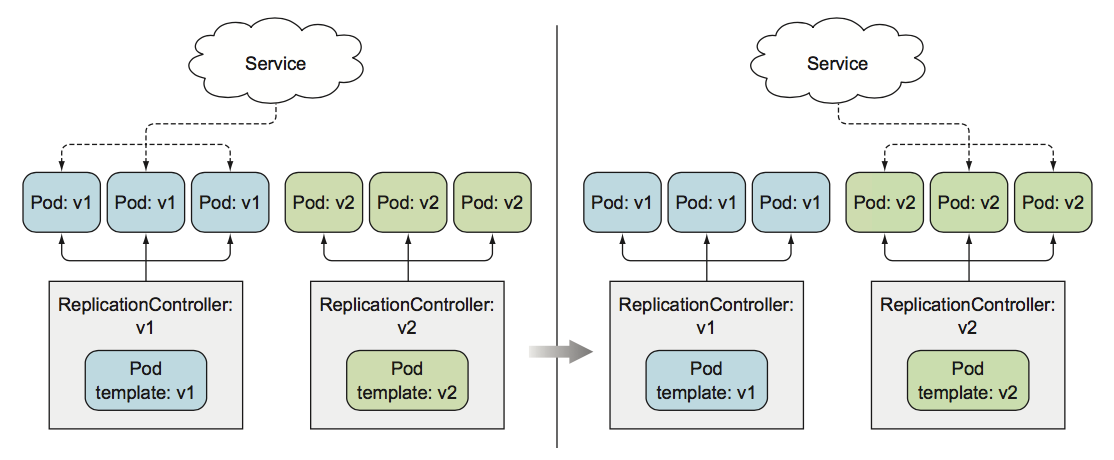 Service
Pod: v1
Pod: v1
Pod: v1
Pod: v2
Pod: v2
Pod: v2
ReplicationController:
v1
Pod
template: v1
ReplicationController:
v2
Pod
template: v2
Service
Pod: v1
Pod: v1
Pod: v1
Pod: v2
Pod: v2
Pod: v2
ReplicationController:
v1
Pod
template: v1
ReplicationController:
v2
Pod
template: v2